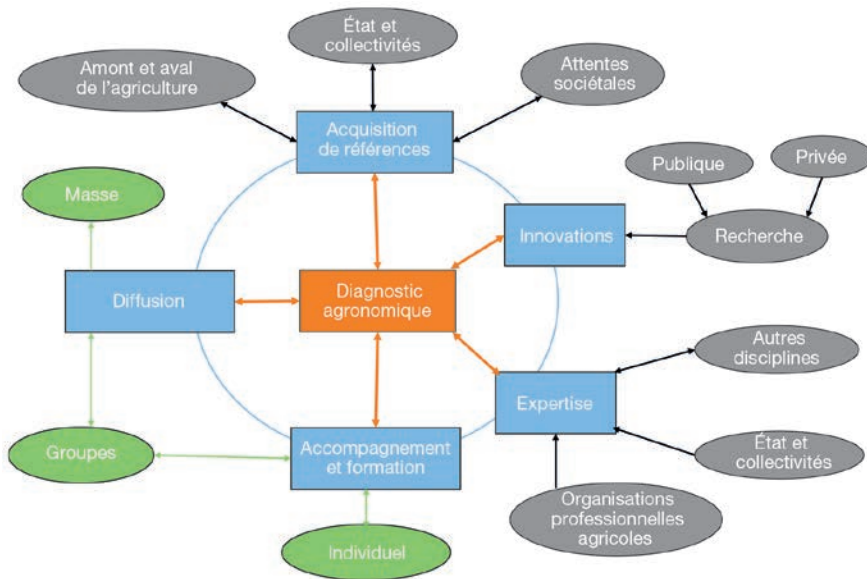 État et
collectivités
Amont et aval
de l'agriculture
Attentes
sociétales
Acquisition
de références
Publique
Privée
Masse
Innovations
Recherche
Diffusion
Diagnostic
agronomique
Autres
disciplines
Expertise
Groupes
Accompagnement
et formation
État et
collectivités
Organisations
professionnelles
agricoles
Individuel